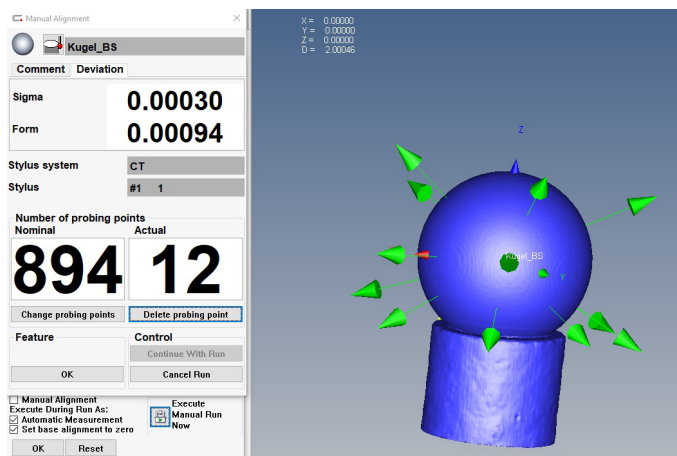 Manual Alignment
Kugel_BS
Comment Deviation
Sigma 0.00030
Form 0.00094
Stylus system CT
Stylus #1 1
Number of probing points
Nominal Actual
894 12
Change probing points Delete probing point
Feature Control
Continue With Run
OK Cancel Run
Manual Alignment
Execute During Run As:
Automatic Measurement
Set base alignment to zero
Execute
Manual Run
Now
OK Reset
X = 0.00000
Y = 0.00000
Z = 0.00000
D = 2.00046
Z
Kugel_BS
Y